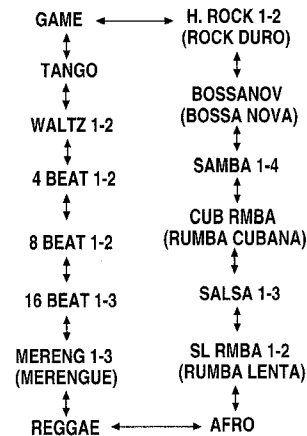 GAME
TANGO
WALTZ 1-2
4 BEAT 1-2
8 BEAT 1-2
16 BEAT 1-3
MERENG 1-3
(MERENGUE)
REGGAE
H. ROCK 1-2
(ROCK DURO)
BOSSANOV
(BOSSA NOVA)
SAMBA 1-4
CUB RMBA
(RUMBA CUBANA)
SALSA 1-3
SL RMBA 1-2
(RUMBA LENTA)
AFRO